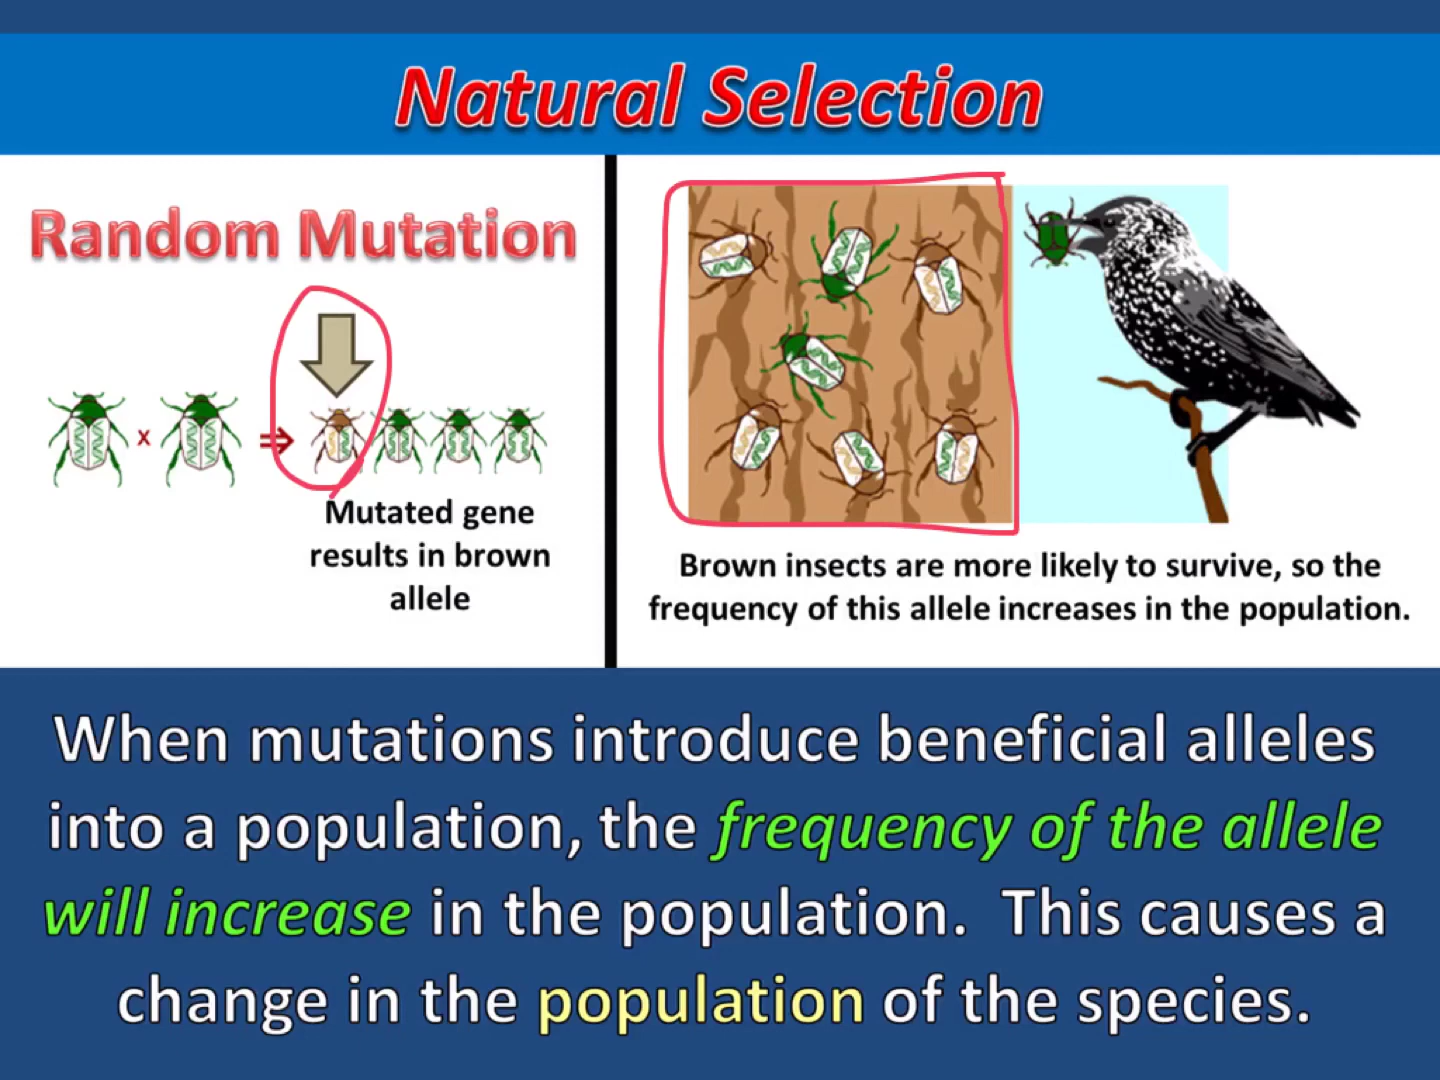 Natural Selection
Random Mutation
x
Mutated gene
results in brown
allele
Brown insects are more likely to survive, so the
frequency of this allele increases in the population.
When mutations introduce beneficial alleles
into a population, the frequency of the allele
will increase in the population.  This causes a
change in the population of the species.